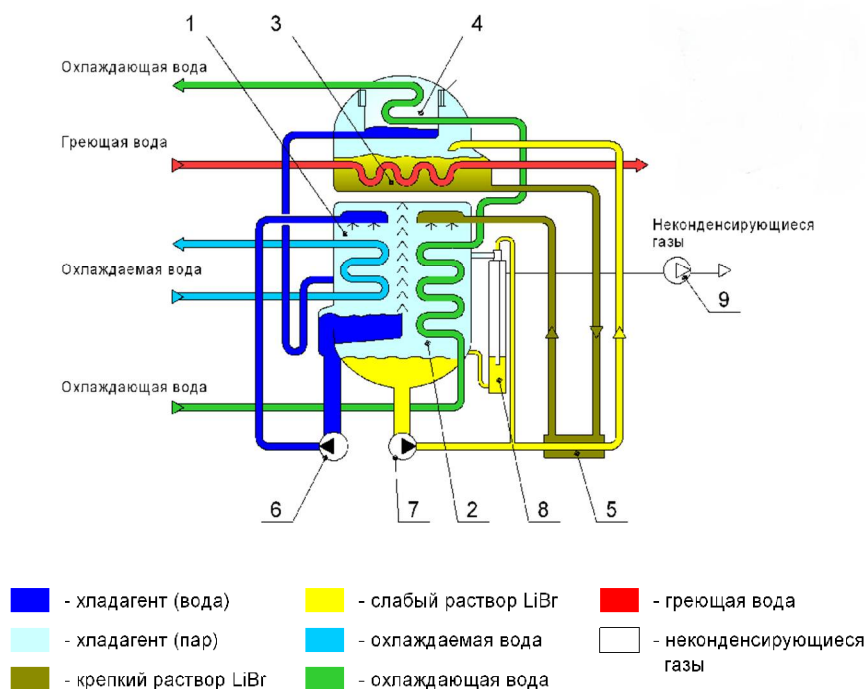 1 3 4
Охлаждающая вода
Греющая вода
Неконденсирующиеся
газы
Охлаждаемая вода
9
Охлаждающая вода
6 7 2 8 5
- хладагент (вода) - слабый раствор LiBr - греющая вода
- хладагент (пар) - охлаждаемая вода - неконденсирующиеся
газы
- крепкий раствор LiBr - охлаждающая вода